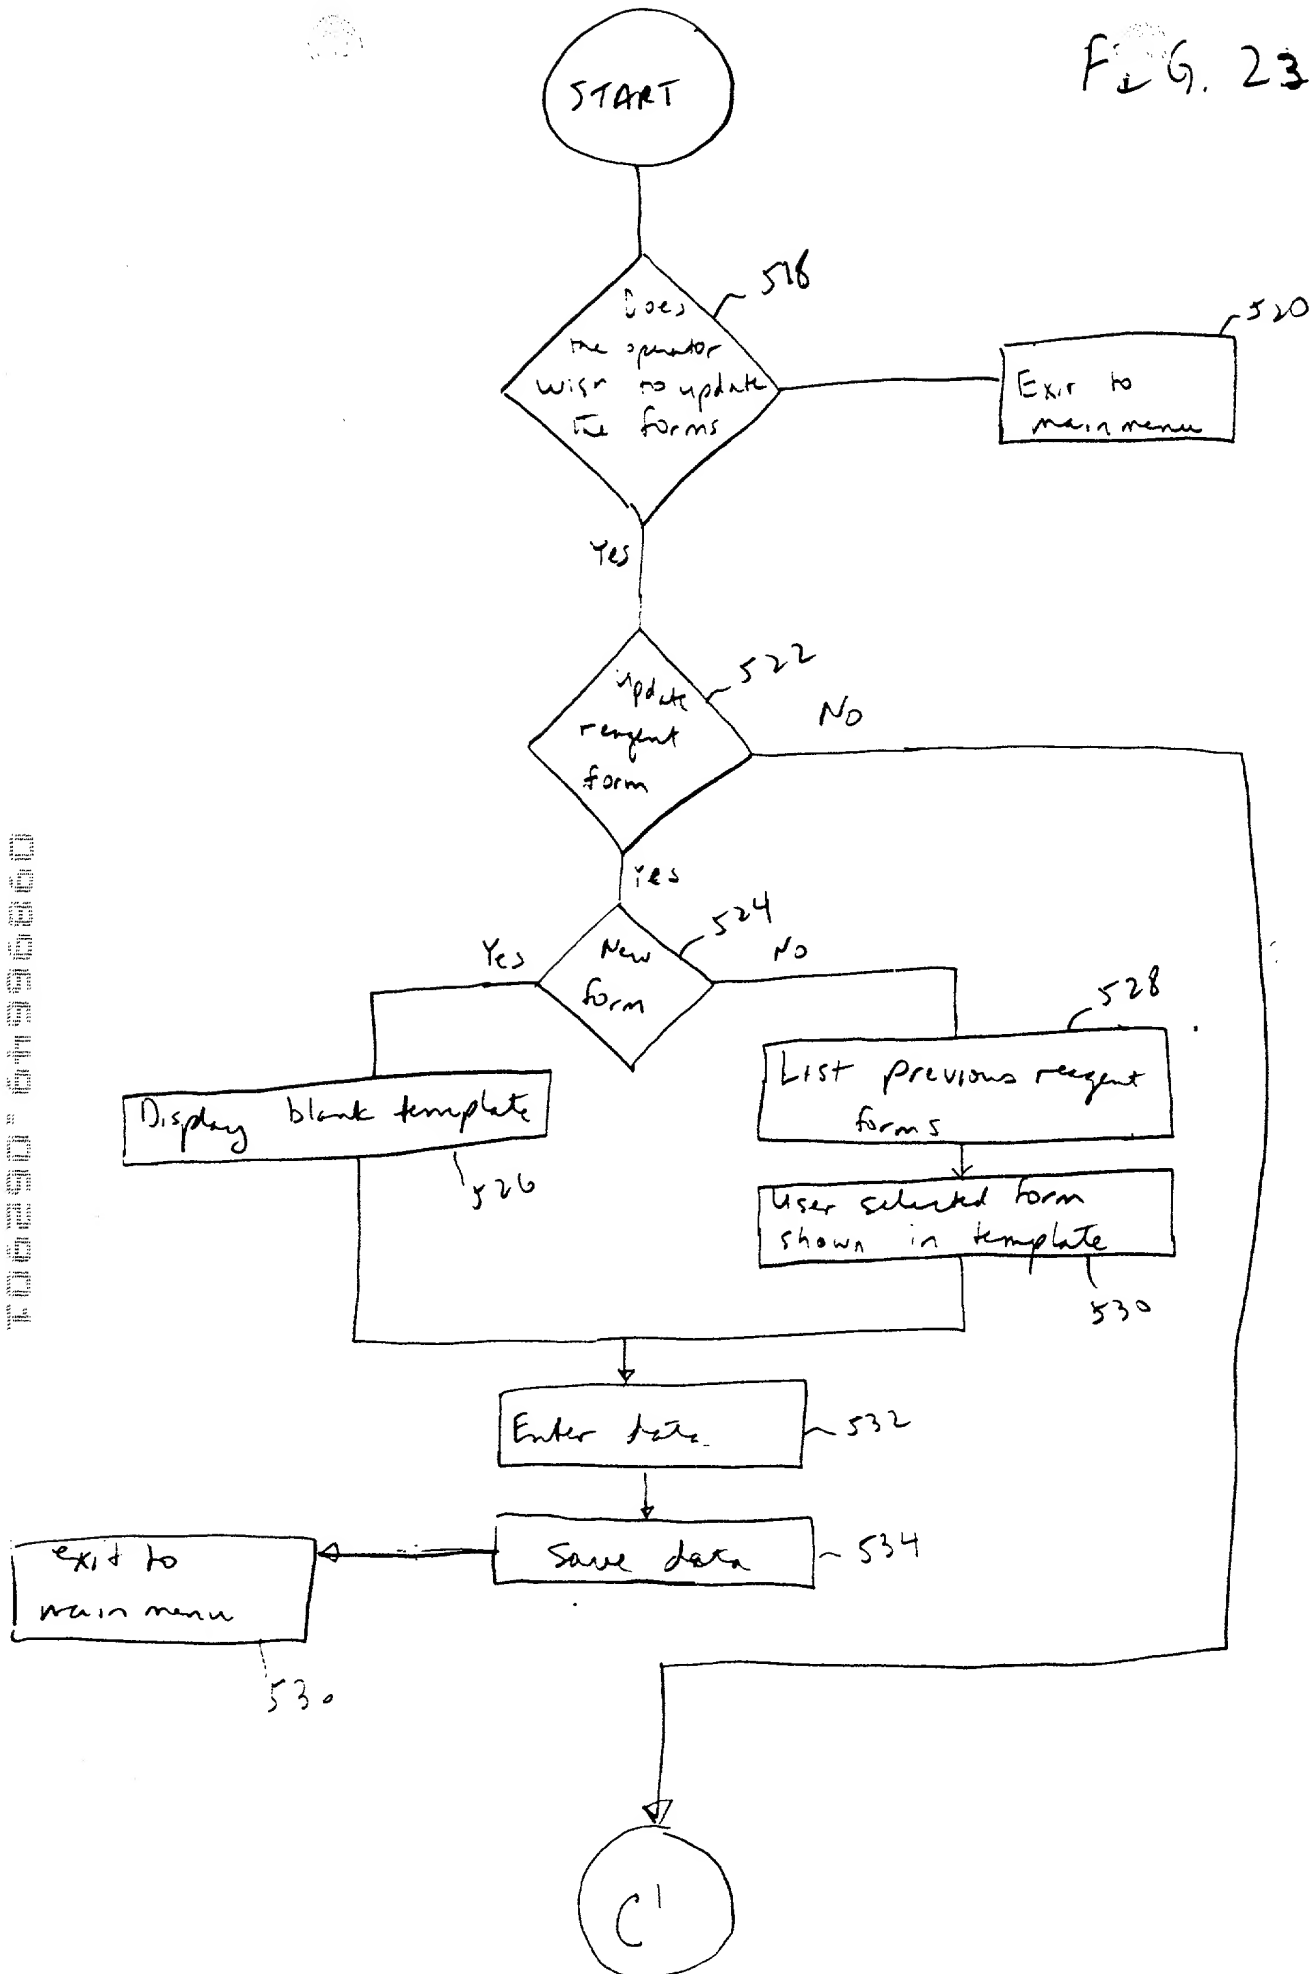 FIG. 23
START
518
Does
the operator
wish to update
the forms
520
Exit to
main menu
Yes
522
update
reagent
form
No
Yes
524
New
form
Yes
No
528
List previous reagent
forms
Display blank template
526
User selected form
shown in template
530
Enter data
532
Save data
534
exit to
main menu
530
C'